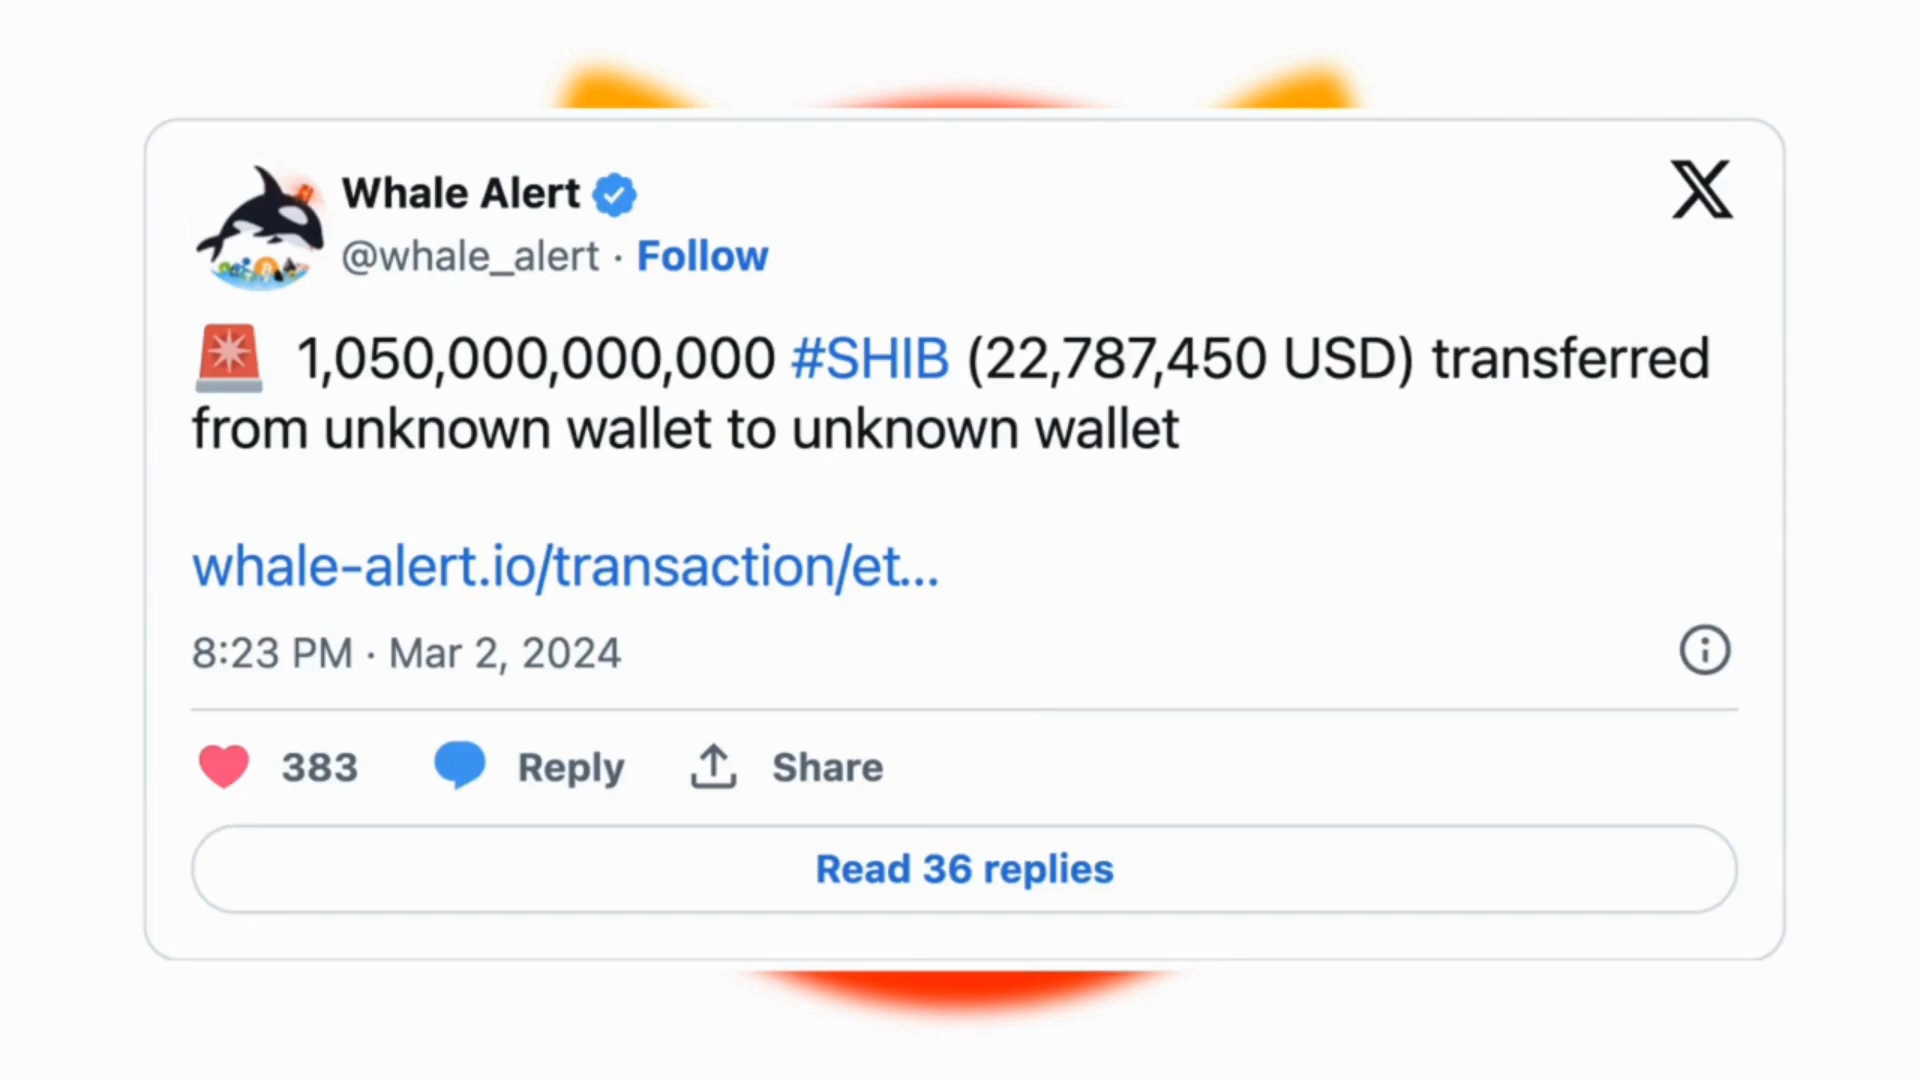 Whale Alert
@whale_alert · Follow
1,050,000,000,000 #SHIB (22,787,450 USD) transferred
from unknown wallet to unknown wallet
whale-alert.io/transaction/et...
8:23 PM · Mar 2, 2024
383 Reply Share
Read 36 replies